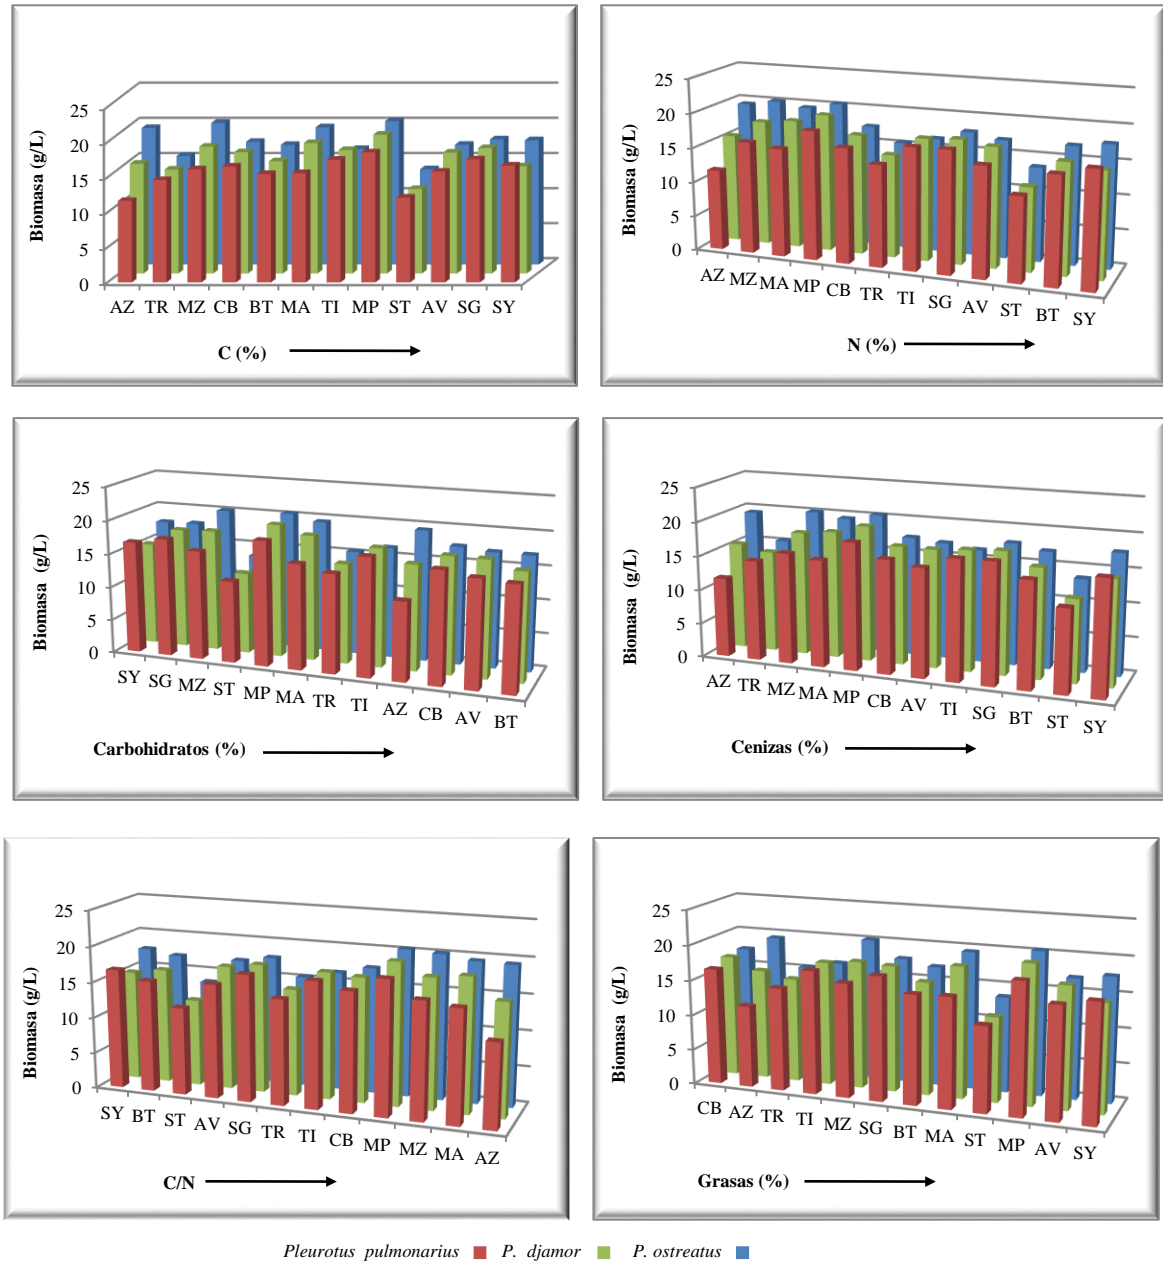 25
20
15
10
5
0
Biomasa (g/L)
AZ TR MZ CB BT MA TI MP ST AV SG SY
C (%)
25
20
15
10
5
0
Biomasa (g/L)
AZ MZ MA MP CB TR TI SG AV ST BT SY
N (%)
25
20
15
10
5
0
Biomasa (g/L)
SY SG MZ ST MP MA TR TI AZ CB AV BT
Carbohidratos (%)
25
20
15
10
5
0
Biomasa (g/L)
AZ TR MZ MA MP CB AV TI SG BT ST SY
Cenizas (%)
25
20
15
10
5
0
Biomasa (g/L)
SY BT ST AV SG TR TI CB MP MZ MA AZ
C/N
25
20
15
10
5
0
Biomasa (g/L)
CB AZ TR TI MZ SG BT MA ST MP AV SY
Grasas (%)
Pleurotus pulmonarius P. djamor P. ostreatus